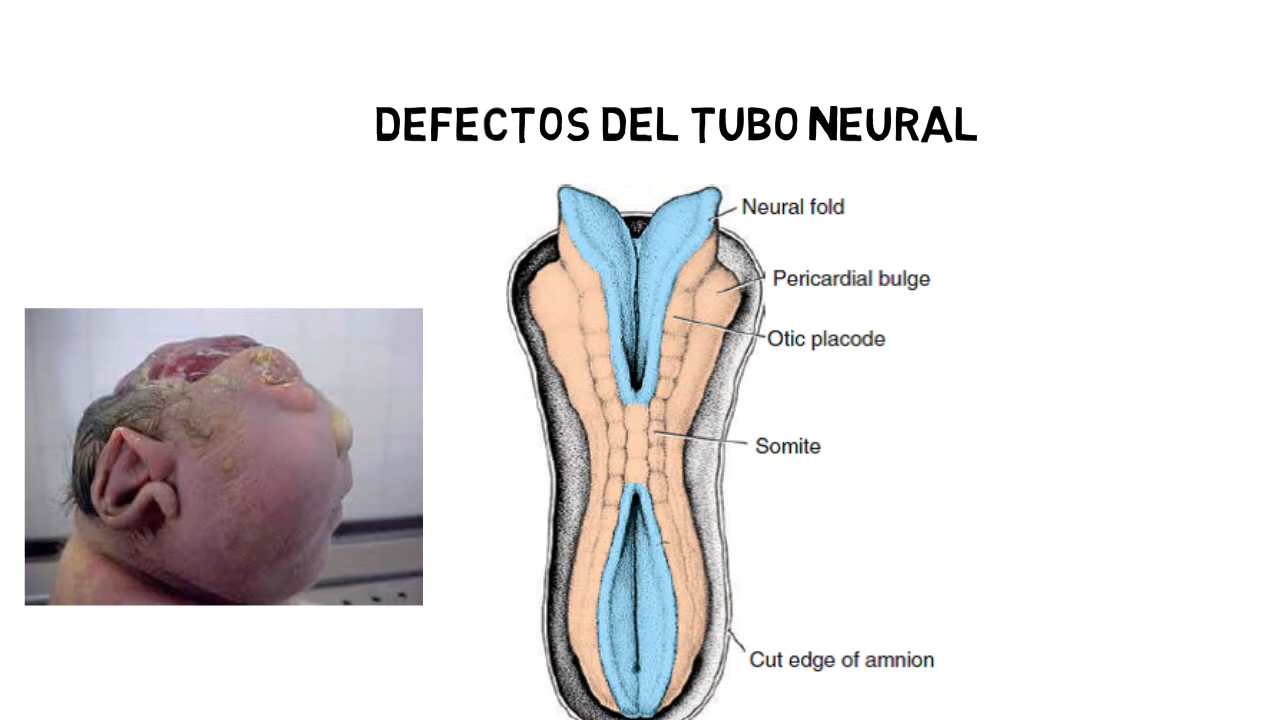 DEFECTOS DEL TUBO NEURAL
Neural fold
Pericardial bulge
Otic placode
Somite
Cut edge of amnion